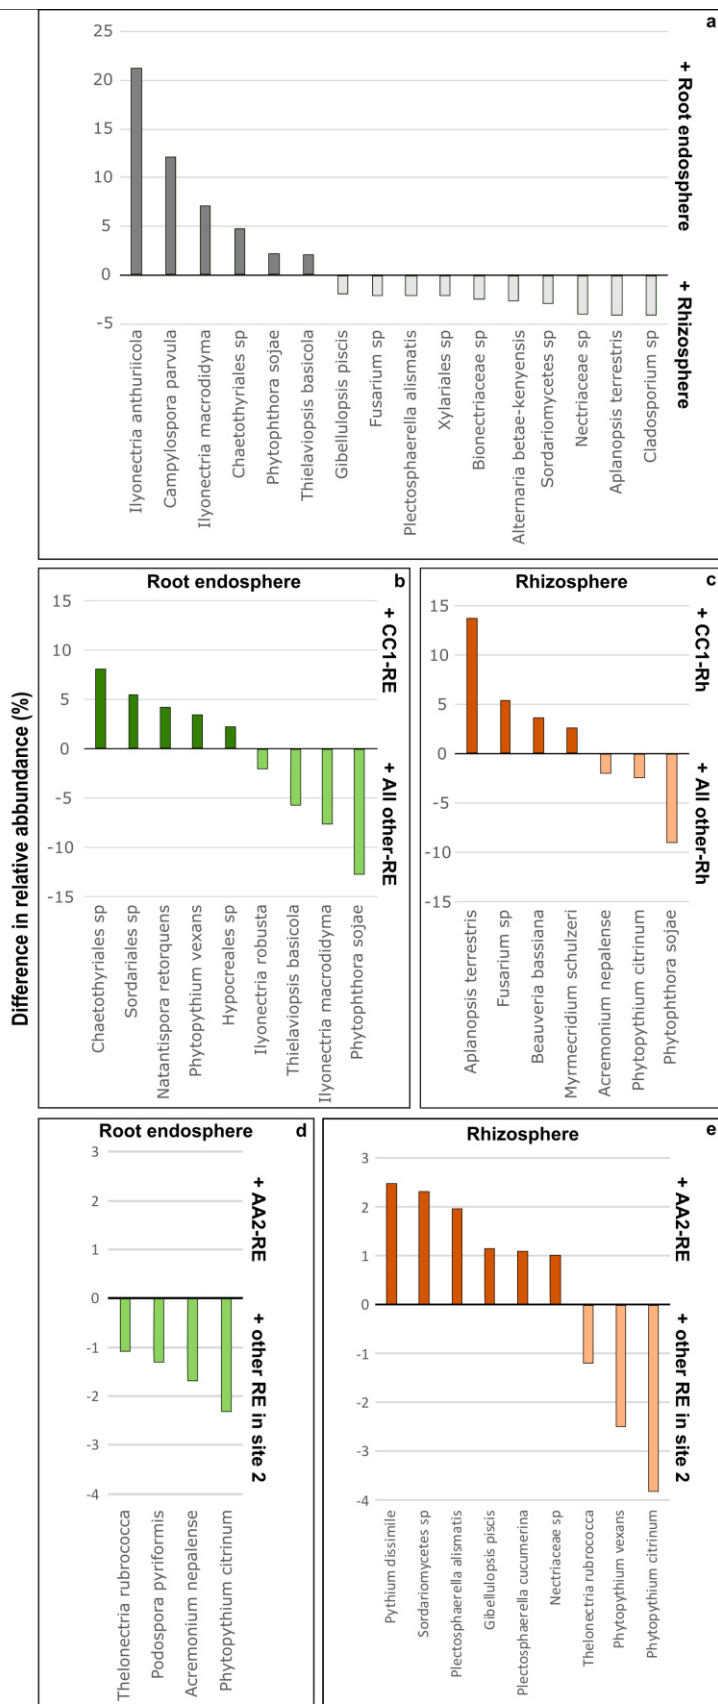 a
25
20
15
10
5
0
-5
+ Root endosphere
+ Rhizosphere
Ilyonectria anthuriicola
Campylospora parvula
Ilyonectria macrodidyma
Chaetothyriales sp
Phytophthora sojae
Thielaviopsis basicola
Gibellulopsis piscis
Fusarium sp
Plectosphaerella alismatis
Xylariales sp
Bionectriaceae sp
Alternaria betae-kenyensis
Sordariomycetes sp
Nectriaceae sp
Aplanopsis terrestris
Cladosporium sp
Difference in relative abbundance (%)
Root endosphere
b
15
10
5
0
-5
-10
-15
+ CC1-RE
+ All other-RE
Chaetothyriales sp
Sordariales sp
Natantispora retorquens
Phytopythium vexans
Hypocreales sp
Ilyonectria robusta
Thielaviopsis basicola
Ilyonectria macrodidyma
Phytophthora sojae
Rhizosphere
c
15
10
5
0
-5
-10
-15
+ CC1-Rh
+ All other-Rh
Aplanopsis terrestris
Fusarium sp
Beauveria bassiana
Myrmecridium schulzeri
Acremonium nepalense
Phytopythium citrinum
Phytophthora sojae
Root endosphere
d
3
2
1
0
-1
-2
-3
-4
+ AA2-RE
+ other RE in site 2
Thelonectria rubrococca
Podospora pyriformis
Acremonium nepalense
Phytopythium citrinum
Rhizosphere
e
3
2
1
0
-1
-2
-3
-4
+ AA2-RE
+ other RE in site 2
Pythium dissimile
Sordariomycetes sp
Plectosphaerella alismatis
Gibellulopsis piscis
Plectosphaerella cucumerina
Nectriaceae sp
Thelonectria rubrococca
Phytopythium vexans
Phytopythium citrinum